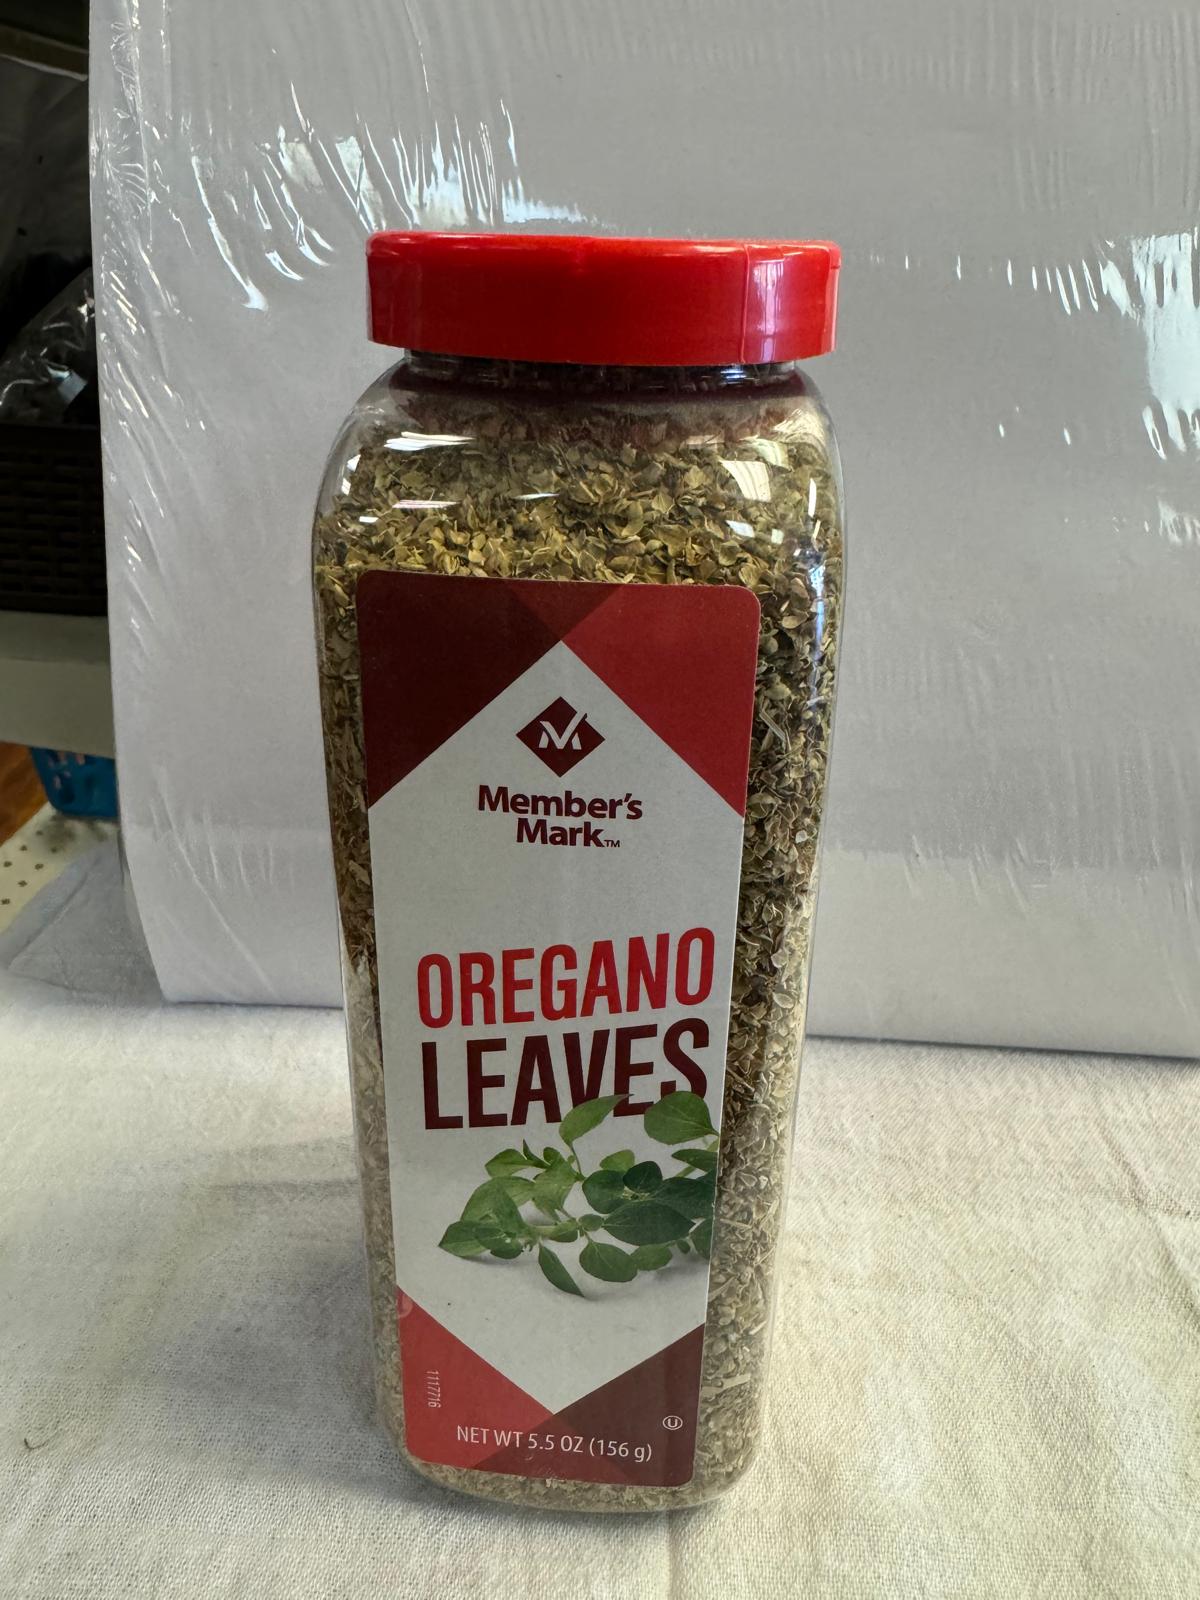 Member's
Mark™
OREGANO
LEAVES
1117716
NET WT 5.5 OZ (156 g)
U